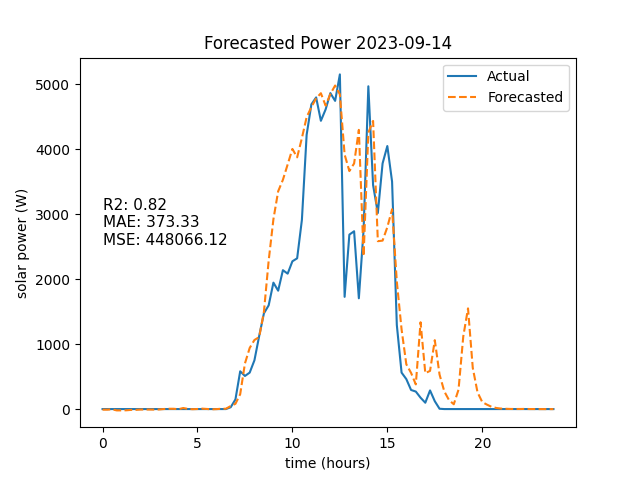 Forecasted Power 2023-09-14
Actual
Forecasted
R2: 0.82
MAE: 373.33
MSE: 448066.12
solar power (W)
5000
4000
3000
2000
1000
0
0 5 10 15 20
time (hours)